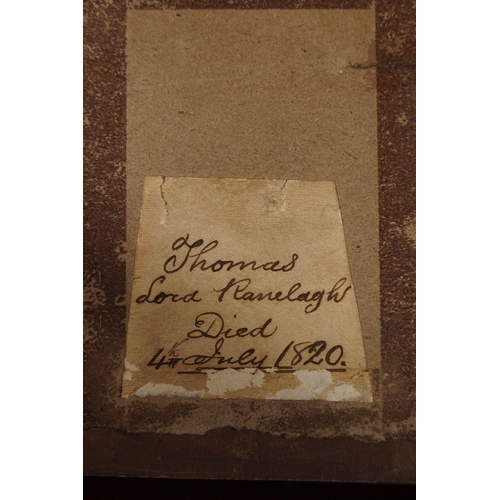 Thomas
Lord Ranelagh
Died
4th July 1820.